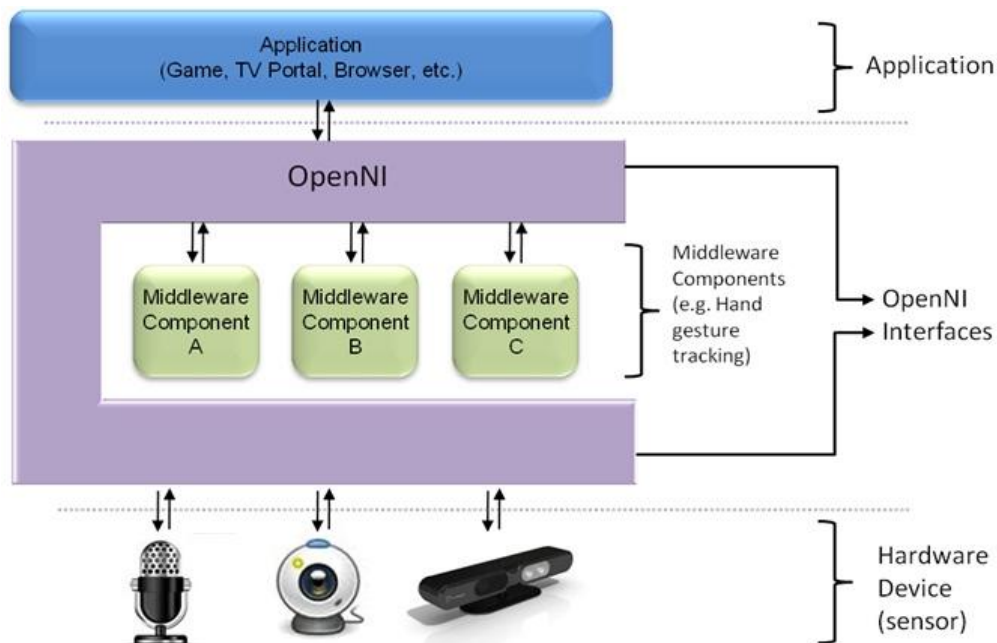 Application
(Game, TV Portal, Browser, etc.)
Application
OpenNI
Middleware
Component
A
Middleware
Component
B
Middleware
Component
C
Middleware
Components
(e.g. Hand
gesture
tracking)
OpenNI
Interfaces
Hardware
Device
(sensor)